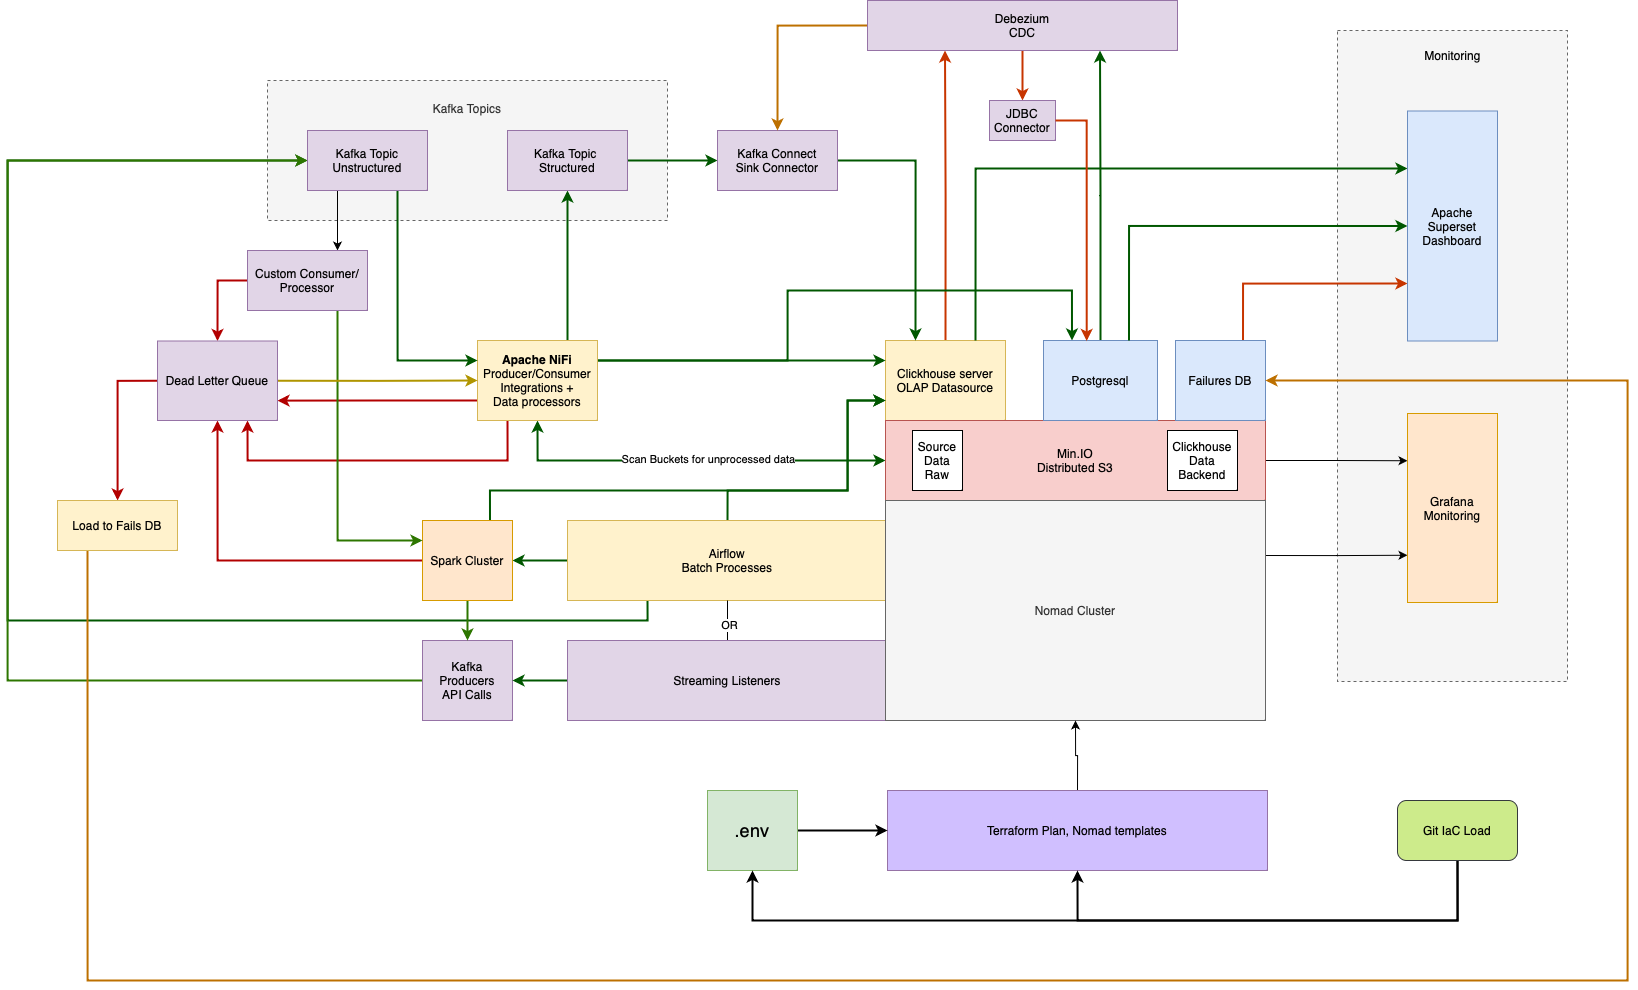 Debezium
CDC
Monitoring
Kafka Topics
JDBC
Connector
Kafka Topic
Unstructured
Kafka Topic
Structured
Kafka Connect
Sink Connector
Apache
Superset
Dashboard
Custom Consumer/
Processor
Dead Letter Queue
Apache NiFi
Producer/Consumer
Integrations +
Data processors
Clickhouse server
OLAP Datasource
Postgresql
Failures DB
Scan Buckets for unprocessed data
Source
Data
Raw
Min.IO
Distributed S3
Clickhouse
Data
Backend
Grafana
Monitoring
Load to Fails DB
Spark Cluster
Airflow
Batch Processes
Nomad Cluster
OR
Kafka
Producers
API Calls
Streaming Listeners
.env
Terraform Plan, Nomad templates
Git IaC Load